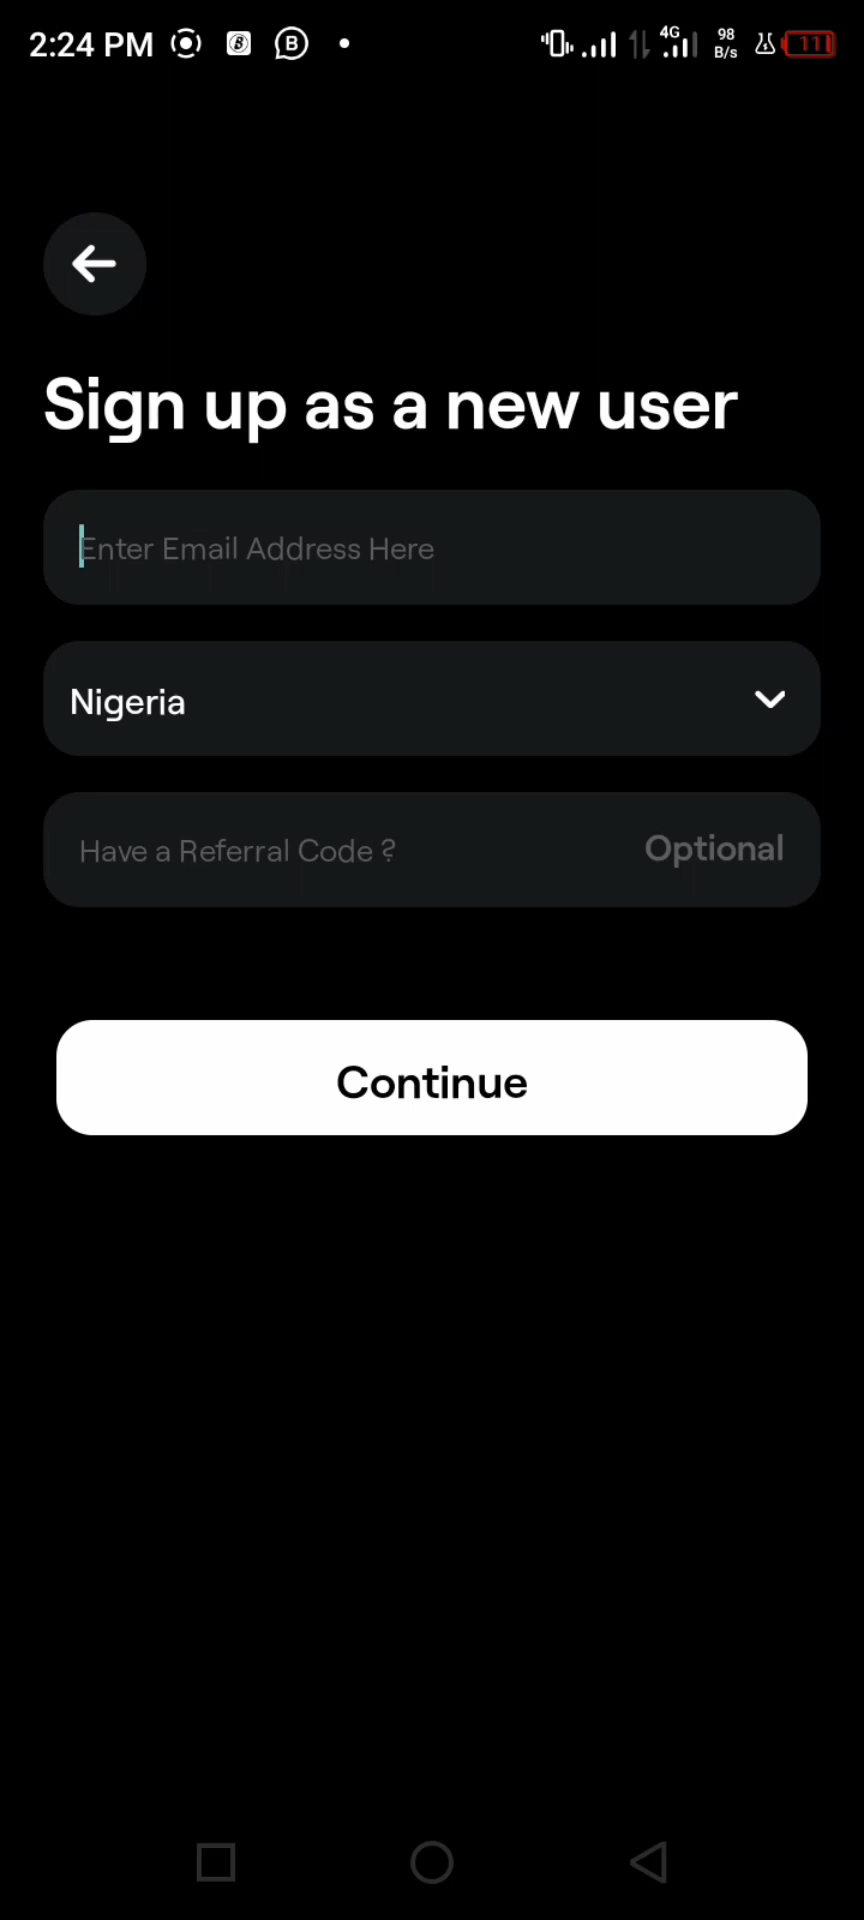 2:24 PM
4G
98
B/s
Sign up as a new user
Enter Email Address Here
Nigeria
Have a Referral Code ?
Optional
Continue